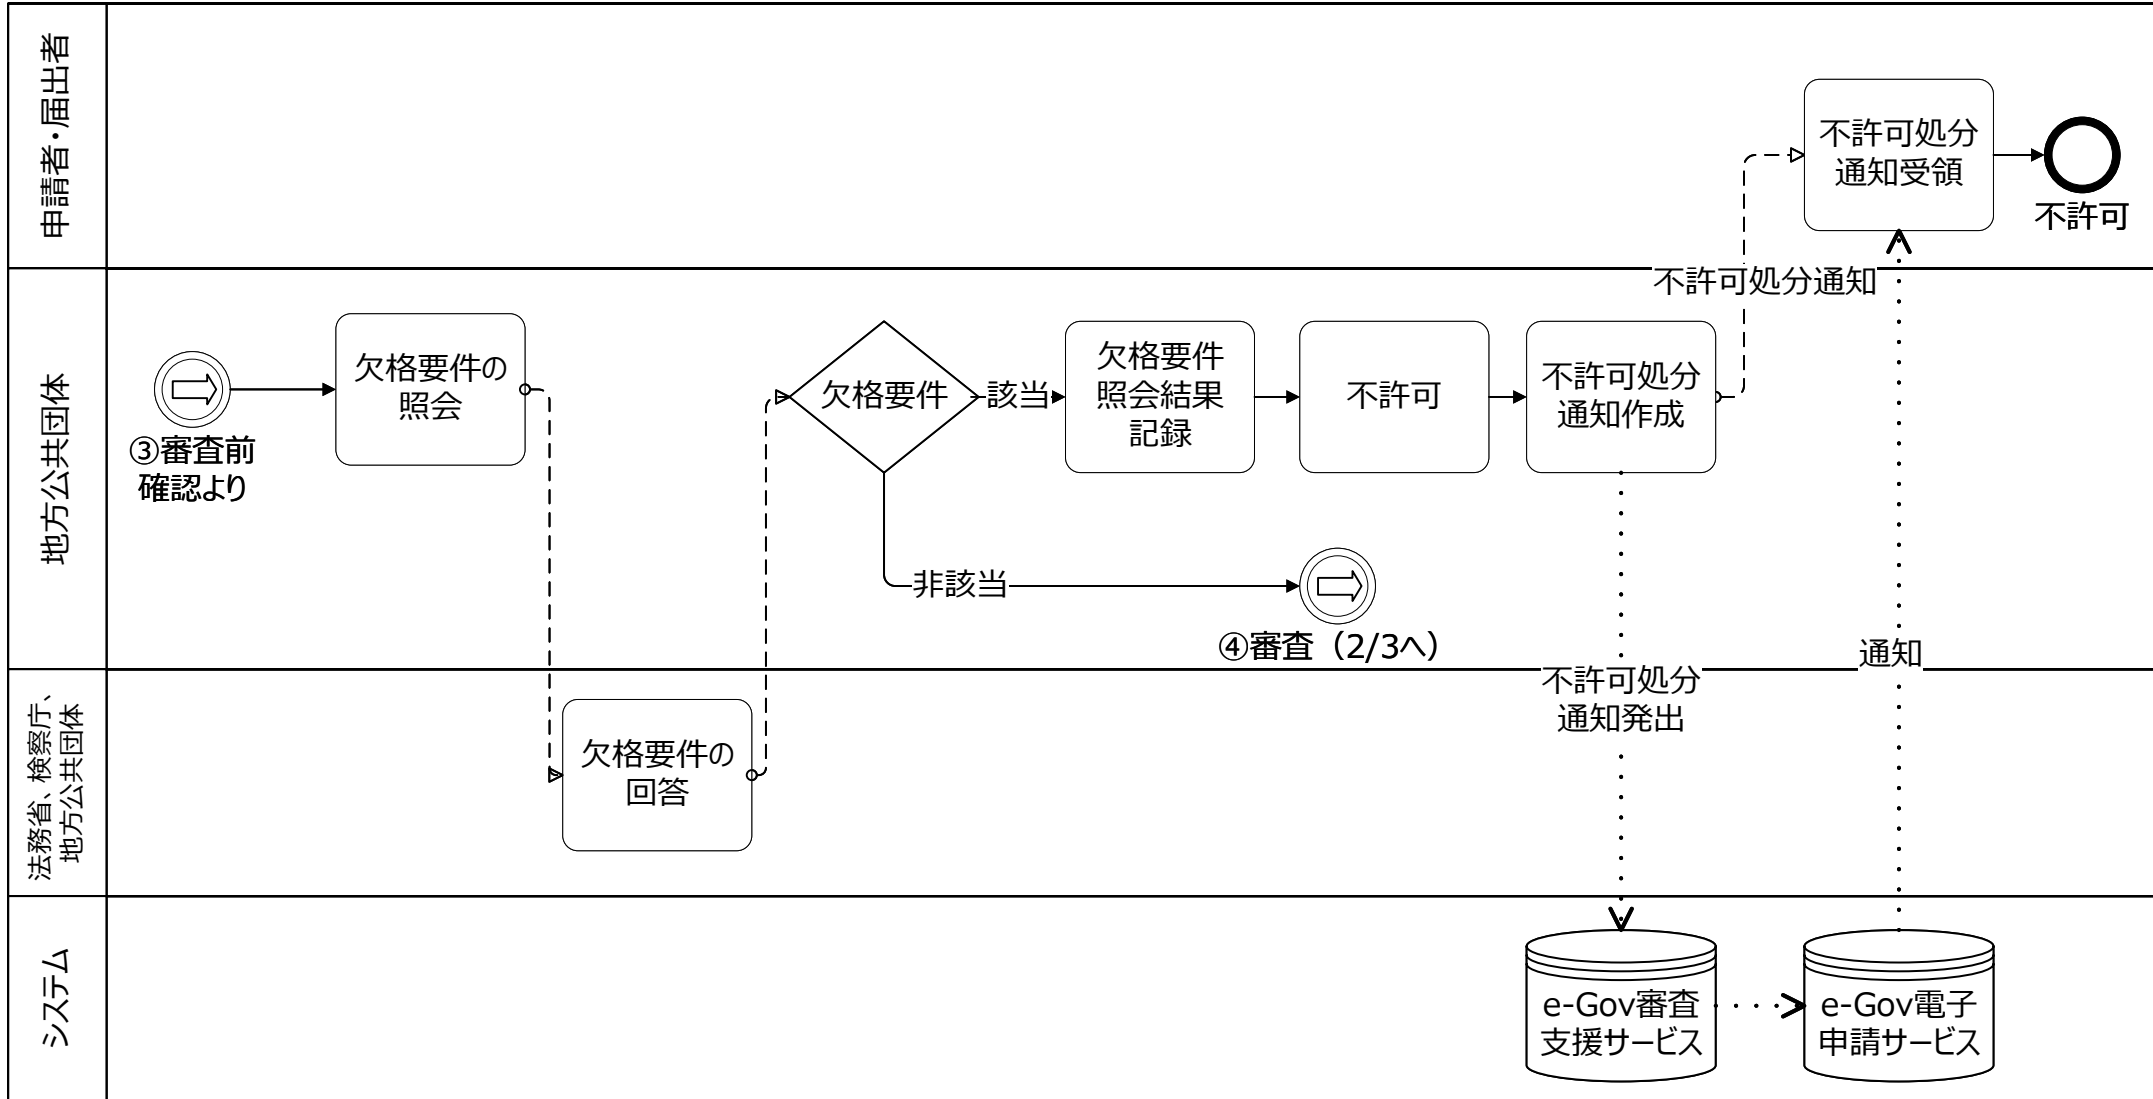 申請者・届出者
不許可処分
通知受領
不許可
不許可処分通知
地方公共団体
③審査前
確認より
欠格要件の
照会
欠格要件
該当
欠格要件
照会結果
記録
不許可
不許可処分
通知作成
非該当
④審査（2/3へ）
法務省、検察庁、
地方公共団体
欠格要件の
回答
不許可処分
通知発出
通知
システム
e-Gov審査
支援サービス
e-Gov電子
申請サービス